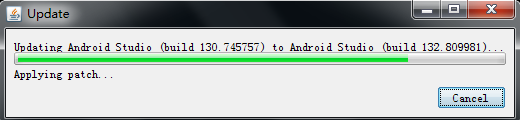 Update
Updating Android Studio (build 130.745757) to Android Studio (build 132.809981)...
Applying patch...
Cancel